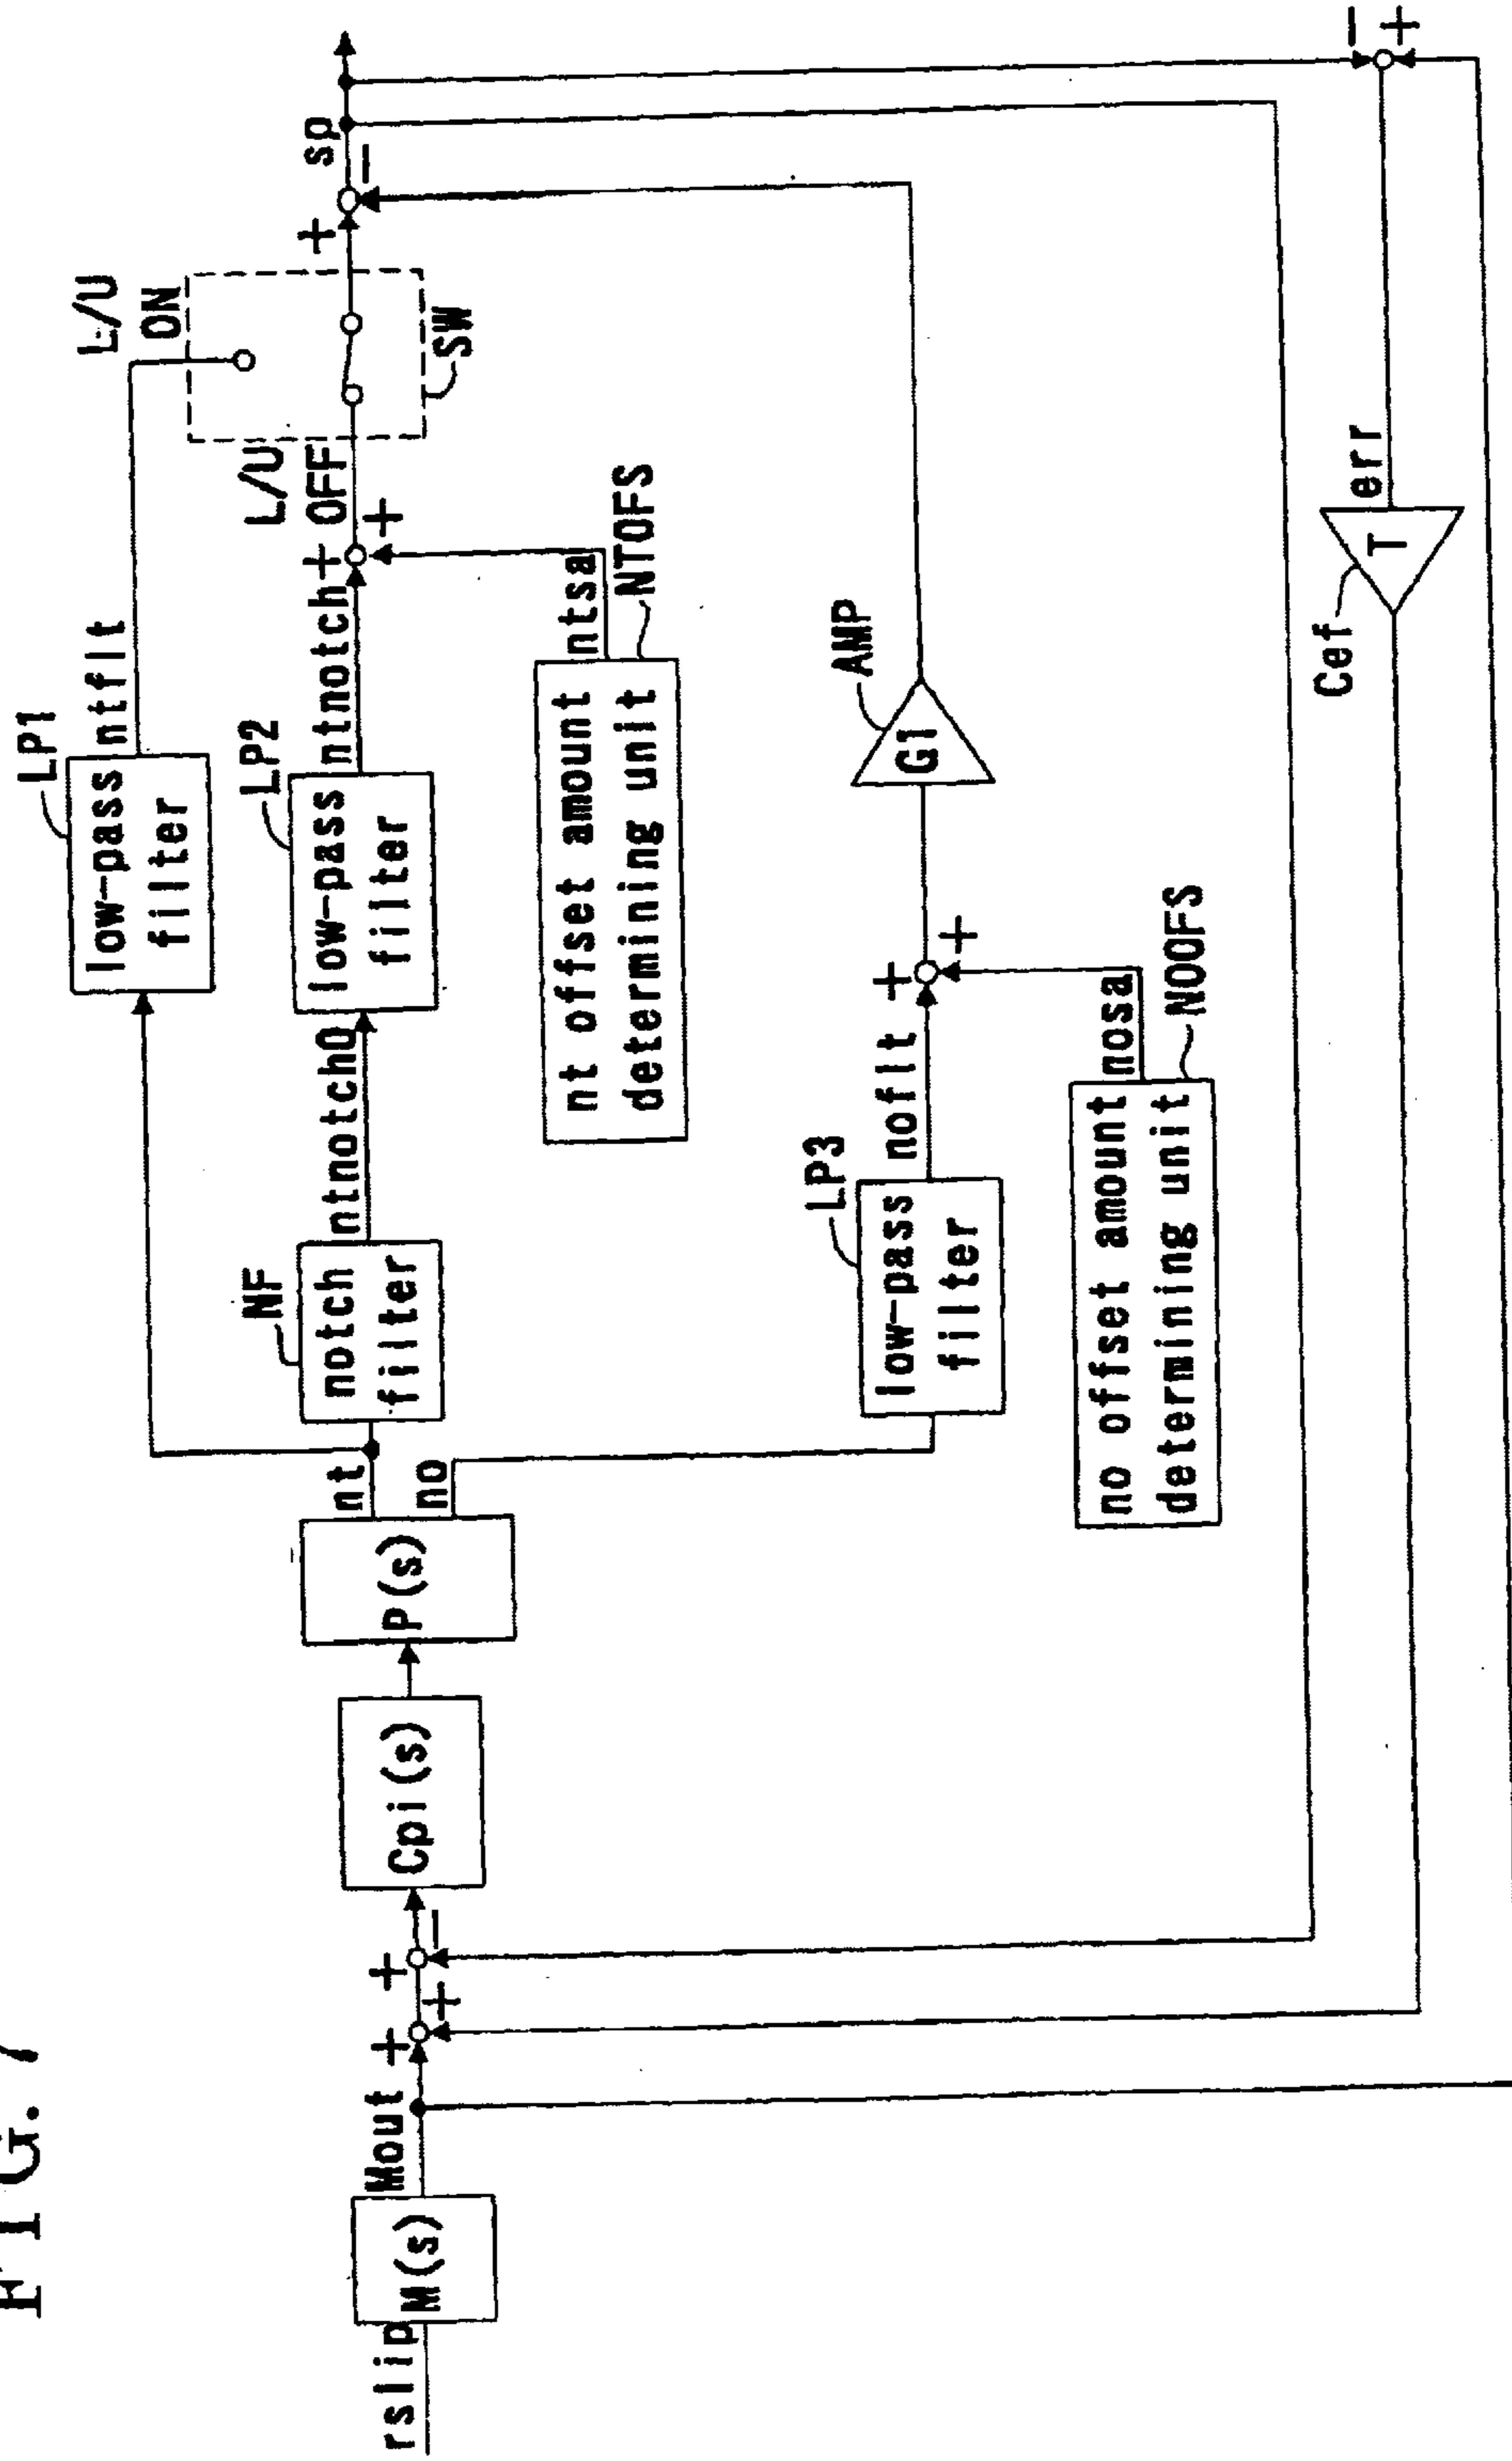 FIG. 7
rslip
M(s)
Mout
+
+
+
−
Cpi(s)
P(s)
nt
no
NF
notch
filter
ntnotch0
LP1
low-pass
filter
ntflt
LP2
low-pass
filter
ntnotch
+
+
nt offset amount
determining unit
ntsa
NTOFS
L/U
ON
L/U
OFF
SW
+
−
sp
LP3
low-pass
filter
noflt
+
+
no offset amount
determining unit
nosa
NOOFS
AMP
G1
Cef
T
err
−
+